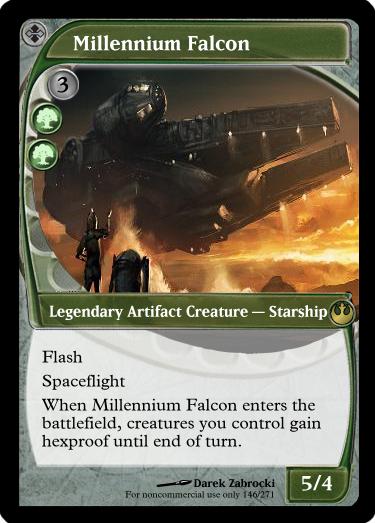 Millennium Falcon
3
Legendary Artifact Creature — Starship
Flash
Spaceflight
When Millennium Falcon enters the
battlefield, creatures you control gain
hexproof until end of turn.
Darek Zabrocki
For noncommercial use only 146/271
5/4